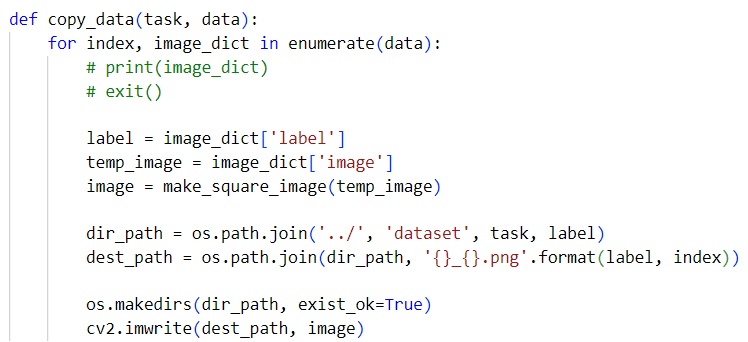 def copy_data(task, data):
    for index, image_dict in enumerate(data):
        # print(image_dict)
        # exit()

        label = image_dict['label']
        temp_image = image_dict['image']
        image = make_square_image(temp_image)

        dir_path = os.path.join('../', 'dataset', task, label)
        dest_path = os.path.join(dir_path, '{}_{}.png'.format(label, index))

        os.makedirs(dir_path, exist_ok=True)
        cv2.imwrite(dest_path, image)